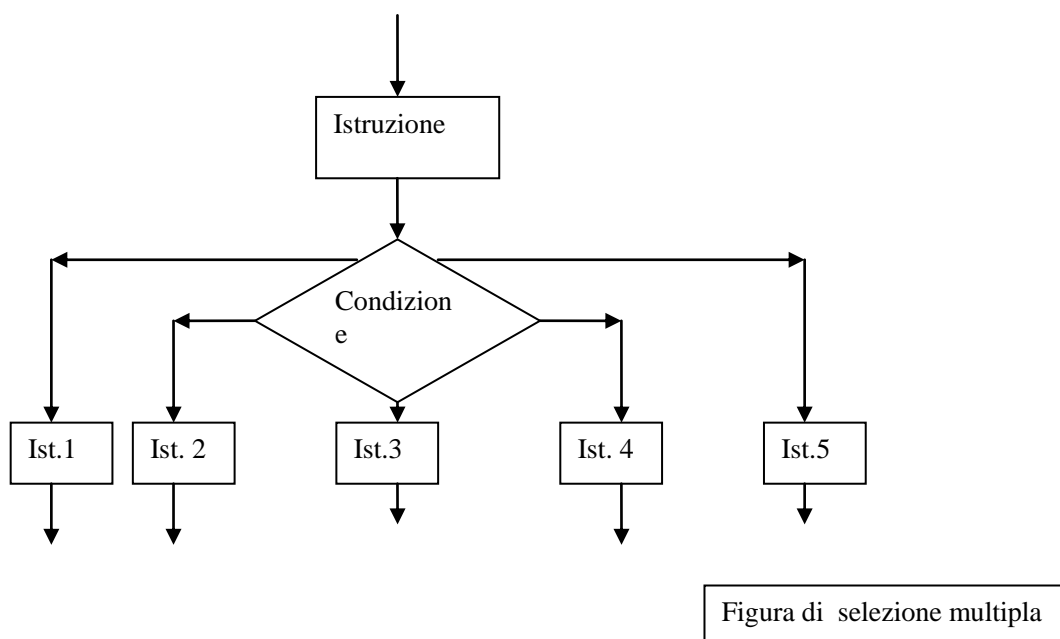 Istruzione
Condizion
e
Ist.1
Ist. 2
Ist.3
Ist. 4
Ist.5
Figura di  selezione multipla